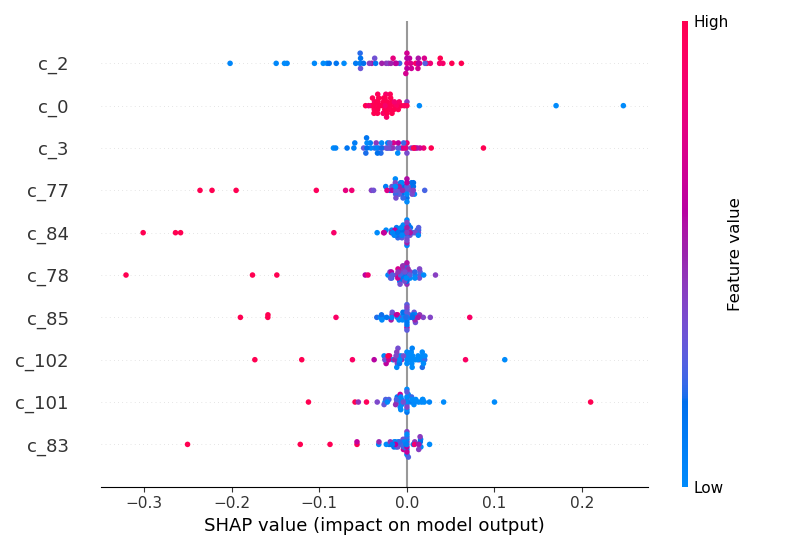 High
c_2
c_0
c_3
c_77
c_84
c_78
c_85
c_102
c_101
c_83
Feature value
Low
−0.3 −0.2 −0.1 0.0 0.1 0.2
SHAP value (impact on model output)